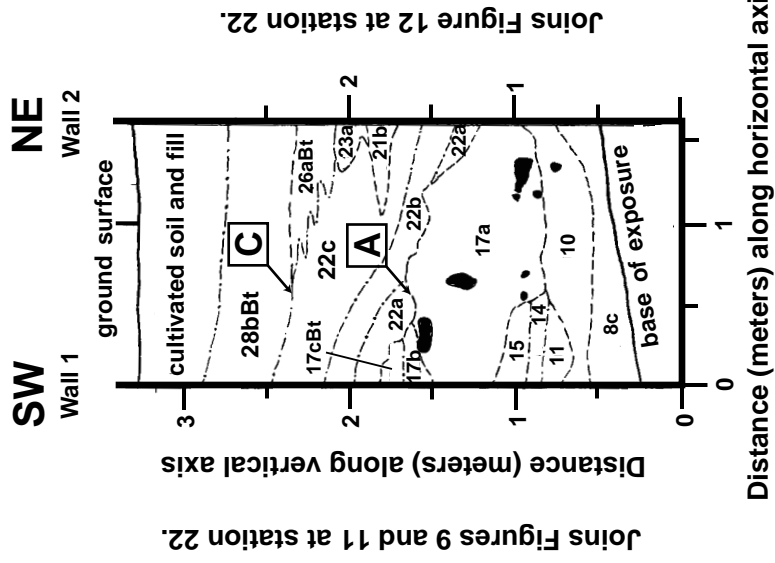 SW
Wall 1
NE
Wall 2
Joins Figures 9 and 11 at station 22.
Joins Figure 12 at station 22.
Distance (meters) along vertical axis
Distance (meters) along horizontal axi
ground surface
cultivated soil and fill
28bBt
C
26aBt
23a
21b
22c
A
22b
22a
17cBt
22a
17b
17a
15
14
11
10
8c
base of exposure
3
2
1
0
2
1
0
1